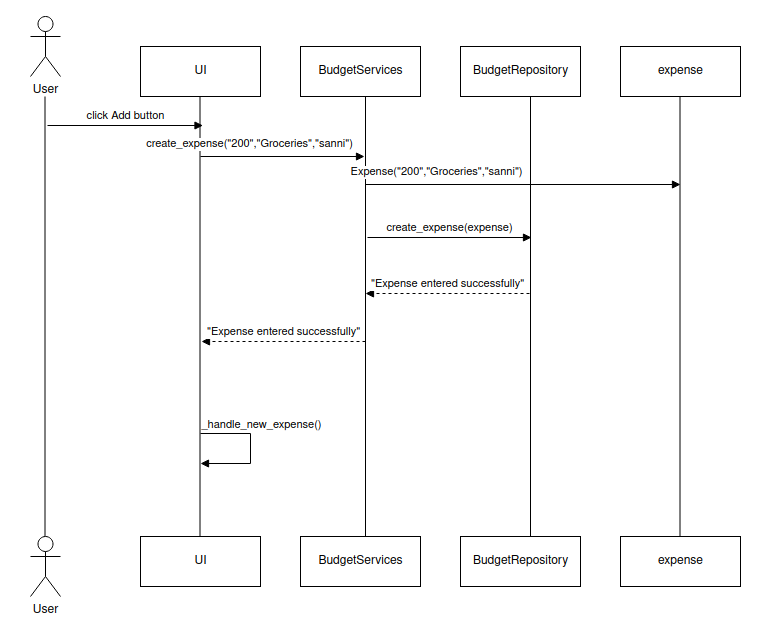 User
UI
BudgetServices
BudgetRepository
expense
click Add button
create_expense("200","Groceries","sanni")
Expense("200","Groceries","sanni")
create_expense(expense)
"Expense entered successfully"
"Expense entered successfully"
_handle_new_expense()
User
UI
BudgetServices
BudgetRepository
expense